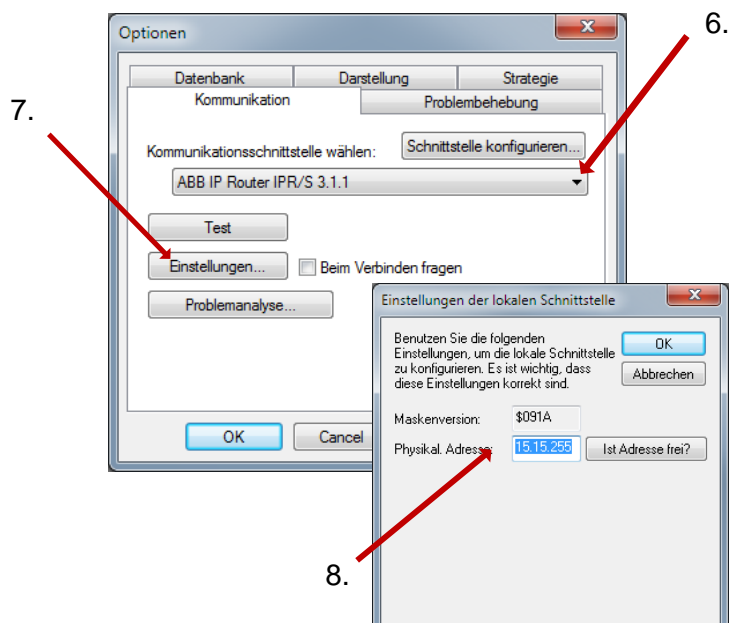 6.
Optionen
Datenbank Darstellung Strategie
Kommunikation Problembehebung
7.
Kommunikationsschnittstelle wählen: Schnittstelle konfigurieren...
ABB IP Router IPR/S 3.1.1
Test
Einstellungen... Beim Verbinden fragen
Problemanalyse...
OK Cancel
Einstellungen der lokalen Schnittstelle
Benutzen Sie die folgenden
Einstellungen, um die lokale Schnittstelle
zu konfigurieren. Es ist wichtig, dass
diese Einstellungen korrekt sind.
OK
Abbrechen
Maskenversion: $091A
Physikal. Adresse: 15.15.255 Ist Adresse frei?
8.